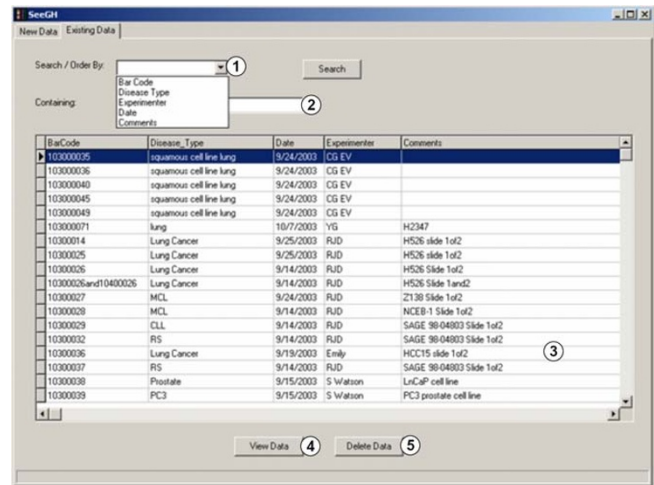 SeeGH
New Data Existing Data
Search / Order By: 1 Search
Bar Code
Disease Type
Experimenter
Date
Comments
Containing: 2
BarCode Disease_Type Date Experimenter Comments
103000035 squamous cell line lung 9/24/2003 CG EV
103000036 squamous cell line lung 9/24/2003 CG EV
103000040 squamous cell line lung 9/24/2003 CG EV
103000045 squamous cell line lung 9/24/2003 CG EV
103000049 squamous cell line lung 9/24/2003 CG EV
103000071 lung 10/7/2003 YG H2347
10300014 Lung Cancer 9/25/2003 RJD H526 slide 1of2
10300025 Lung Cancer 9/25/2003 RJD H526 slide 1of2
10300026 Lung Cancer 9/14/2003 RJD H526 Slide 1of2
10300026and10400026 Lung Cancer 9/14/2003 RJD H526 Slide 1and2
10300027 MCL 9/24/2003 RJD Z138 Slide 1of2
10300028 MCL 9/14/2003 RJD NCEB-1 Slide 1of2
10300029 CLL 9/14/2003 RJD SAGE 98-04803 Slide 1of2
10300032 RS 9/14/2003 RJD SAGE 98-04803 Slide 1of2
10300036 Lung Cancer 9/19/2003 Emily HCC15 slide 1of2
10300037 RS 9/14/2003 RJD SAGE 98-04803 Slide 1of2
3
10300038 Prostate 9/15/2003 S Watson LnCaP cell line
10300039 PC3 9/15/2003 S Watson PC3 prostate cell line
View Data 4 Delete Data 5